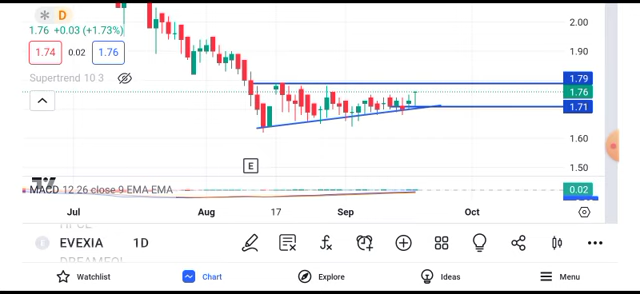 D
2.00
1.76 +0.03 (+1.73%)
1.74 0.02 1.76
1.90
Supertrend 10 3
1.79
1.76
1.71
1.60
E
1.50
MACD 12 26 close 9 EMA EMA
0.02
Jul Aug 17 Sep Oct
E EVEXIA 1D
Watchlist Chart Explore Ideas Menu